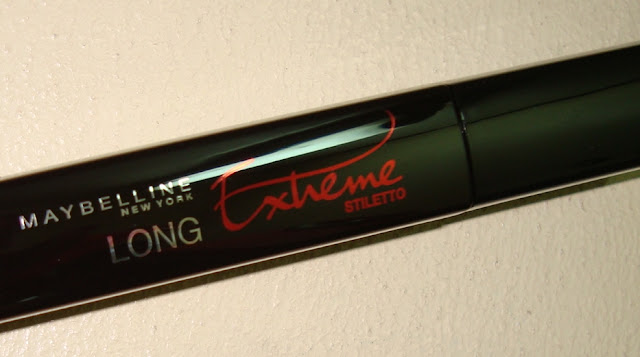 MAYBELLINE
NEW YORK
LONG Extreme
STILETTO